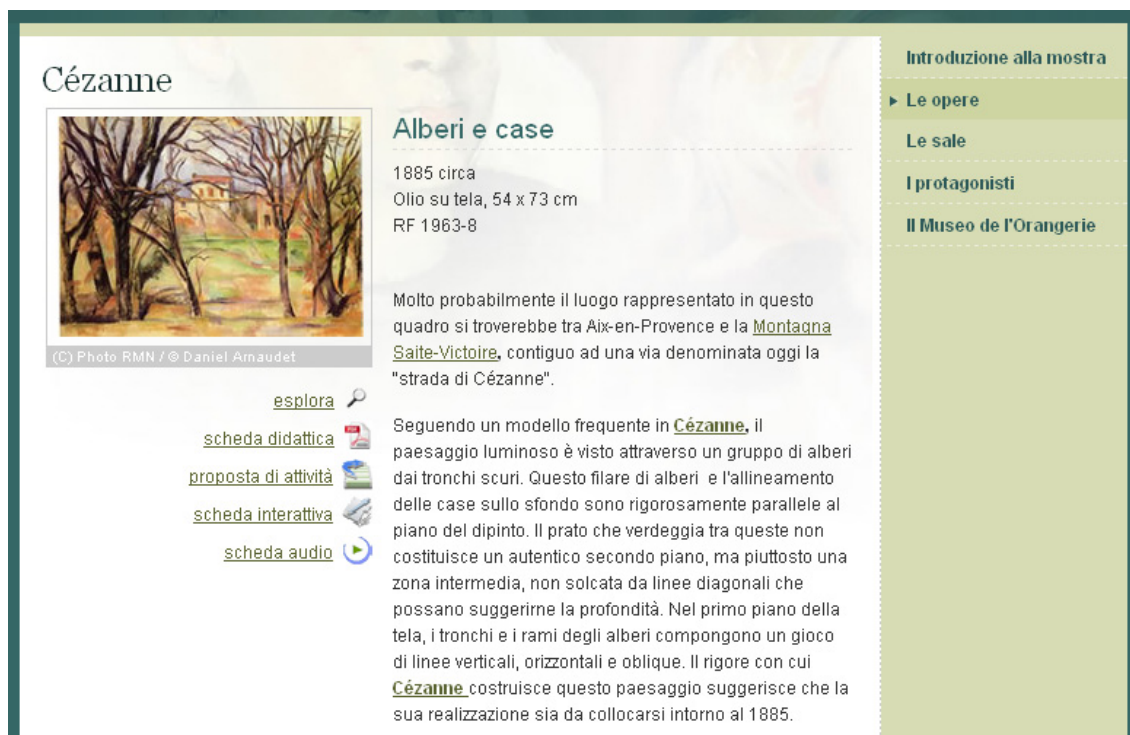 Cézanne
(C) Photo RMN / © Daniel Arnaudet
esplora
scheda didattica
proposta di attività
scheda interattiva
scheda audio
Alberi e case
1885 circa
Olio su tela, 54 x 73 cm
RF 1963-8
Molto probabilmente il luogo rappresentato in questo
quadro si troverebbe tra Aix-en-Provence e la Montagna
Saite-Victoire, contiguo ad una via denominata oggi la
"strada di Cézanne".
Seguendo un modello frequente in Cézanne, il
paesaggio luminoso è visto attraverso un gruppo di alberi
dai tronchi scuri. Questo filare di alberi e l'allineamento
delle case sullo sfondo sono rigorosamente parallele al
piano del dipinto. Il prato che verdeggia tra queste non
costituisce un autentico secondo piano, ma piuttosto una
zona intermedia, non solcata da linee diagonali che
possano suggerirne la profondità. Nel primo piano della
tela, i tronchi e i rami degli alberi compongono un gioco
di linee verticali, orizzontali e oblique. Il rigore con cui
Cézanne costruisce questo paesaggio suggerisce che la
sua realizzazione sia da collocarsi intorno al 1885.
Introduzione alla mostra
Le opere
Le sale
I protagonisti
Il Museo de l'Orangerie